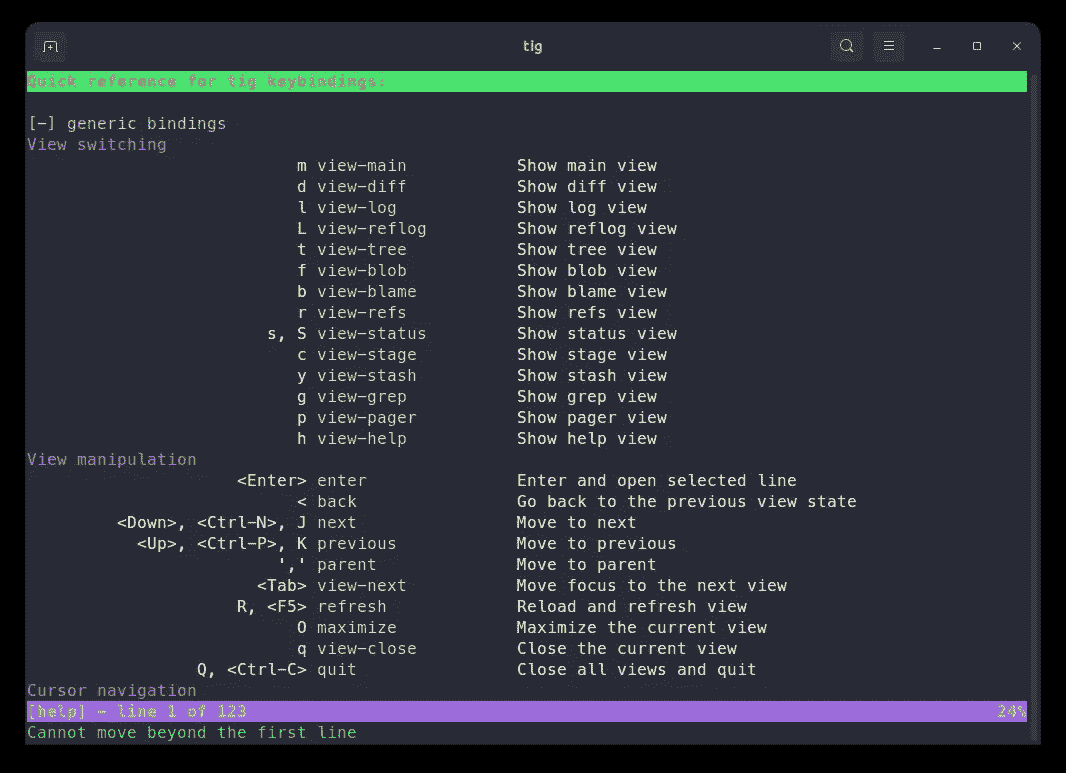 tig
Quick reference for tig keybindings:
[-] generic bindings
View switching
m view-main Show main view
d view-diff Show diff view
l view-log Show log view
L view-reflog Show reflog view
t view-tree Show tree view
f view-blob Show blob view
b view-blame Show blame view
r view-refs Show refs view
s, S view-status Show status view
c view-stage Show stage view
y view-stash Show stash view
g view-grep Show grep view
p view-pager Show pager view
h view-help Show help view
View manipulation
<Enter> enter Enter and open selected line
< back Go back to the previous view state
<Down>, <Ctrl-N>, J next Move to next
<Up>, <Ctrl-P>, K previous Move to previous
',' parent Move to parent
<Tab> view-next Move focus to the next view
R, <F5> refresh Reload and refresh view
O maximize Maximize the current view
q view-close Close the current view
Q, <Ctrl-C> quit Close all views and quit
Cursor navigation
[help] - line 1 of 123 24%
Cannot move beyond the first line